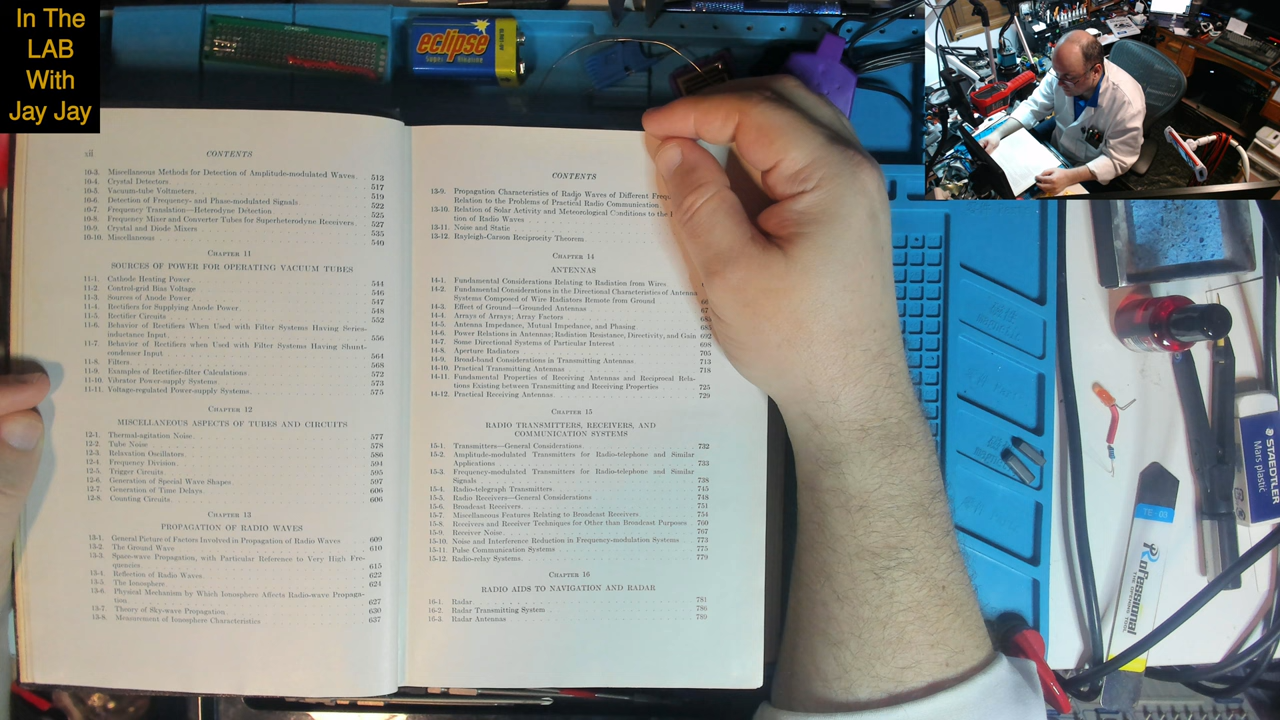 In The
LAB
With
Jay Jay
eclipse
Super Alkaline
xii
CONTENTS
10-3. Miscellaneous Methods for Detection of Amplitude-modulated Waves 513
10-4. Crystal Detectors 517
10-5. Vacuum-tube Voltmeters 519
10-6. Detection of Frequency- and Phase-modulated Signals 522
10-7. Frequency Translation—Heterodyne Detection 525
10-8. Frequency Mixer and Converter Tubes for Superheterodyne Receivers 527
10-9. Crystal and Diode Mixers 535
10-10. Miscellaneous 540
Chapter 11
SOURCES OF POWER FOR OPERATING VACUUM TUBES
11-1. Cathode Heating Power 544
11-2. Control-grid Bias Voltage 546
11-3. Sources of Anode Power 547
11-4. Rectifiers for Supplying Anode Power 548
11-5. Rectifier Circuits 552
11-6. Behavior of Rectifiers When Used with Filter Systems Having Series-
inductance Input 556
11-7. Behavior of Rectifiers when Used with Filter Systems Having Shunt-
condenser Input 564
11-8. Filters 568
11-9. Examples of Rectifier-filter Calculations 572
11-10. Vibrator Power-supply Systems 573
11-11. Voltage-regulated Power-supply Systems 575
Chapter 12
MISCELLANEOUS ASPECTS OF TUBES AND CIRCUITS
12-1. Thermal-agitation Noise 577
12-2. Tube Noise 578
12-3. Relaxation Oscillators 586
12-4. Frequency Division 594
12-5. Trigger Circuits 595
12-6. Generation of Special Wave Shapes 597
12-7. Generation of Time Delays 606
12-8. Counting Circuits 606
Chapter 13
PROPAGATION OF RADIO WAVES
13-1. General Picture of Factors Involved in Propagation of Radio Waves 609
13-2. The Ground Wave 610
13-3. Space-wave Propagation, with Particular Reference to Very High Fre-
quencies 615
13-4. Reflection of Radio Waves 622
13-5. The Ionosphere 624
13-6. Physical Mechanism by Which Ionosphere Affects Radio-wave Propaga-
tion 627
13-7. Theory of Sky-wave Propagation 630
13-8. Measurement of Ionosphere Characteristics 637
CONTENTS
13-9. Propagation Characteristics of Radio Waves of Different Freq
Relation to the Problems of Practical Radio Communication
13-10. Relation of Solar Activity and Meteorological Conditions to the
tion of Radio Waves
13-11. Noise and Static
13-12. Rayleigh-Carson Reciprocity Theorem
Chapter 14
ANTENNAS
14-1. Fundamental Considerations Relating to Radiation from Wires
14-2. Fundamental Considerations in the Directional Characteristics of Antenna
Systems Composed of Wire Radiators Remote from Ground
14-3. Effect of Ground—Grounded Antennas
14-4. Arrays of Arrays; Array Factors
14-5. Antenna Impedance, Mutual Impedance, and Phasing
14-6. Power Relations in Antennas; Radiation Resistance, Directivity, and Gain 692
14-7. Some Directional Systems of Particular Interest 698
14-8. Aperture Radiators 705
14-9. Broad-band Considerations in Transmitting Antennas 713
14-10. Practical Transmitting Antennas 718
14-11. Fundamental Properties of Receiving Antennas and Reciprocal Rela-
tions Existing between Transmitting and Receiving Properties 725
14-12. Practical Receiving Antennas 729
Chapter 15
RADIO TRANSMITTERS, RECEIVERS, AND
COMMUNICATION SYSTEMS
15-1. Transmitters—General Considerations 732
15-2. Amplitude-modulated Transmitters for Radio-telephone and Similar
Applications 733
15-3. Frequency-modulated Transmitters for Radio-telephone and Similar
Signals 738
15-4. Radio-telegraph Transmitters 745
15-5. Radio Receivers—General Considerations 748
15-6. Broadcast Receivers 751
15-7. Miscellaneous Features Relating to Broadcast Receivers 754
15-8. Receivers and Receiver Techniques for Other than Broadcast Purposes 760
15-9. Receiver Noise 767
15-10. Noise and Interference Reduction in Frequency-modulation Systems 773
15-11. Pulse Communication Systems 775
15-12. Radio-relay Systems 779
Chapter 16
RADIO AIDS TO NAVIGATION AND RADAR
16-1. Radar 781
16-2. Radar Transmitting System 786
16-3. Radar Antennas 789
STAEDTLER
Mars plastic
TE 03
Rofessional